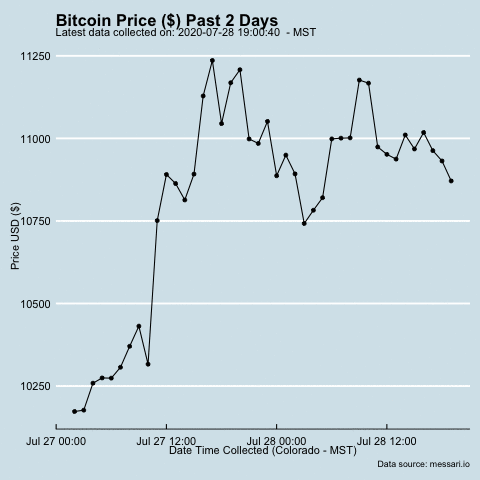 Bitcoin Price ($) Past 2 Days
Latest data collected on: 2020-07-28 19:00:40 - MST
11250
11000
10750
10500
10250
Price USD ($)
Jul 27 00:00 Jul 27 12:00 Jul 28 00:00 Jul 28 12:00
Date Time Collected (Colorado - MST)
Data source: messari.io